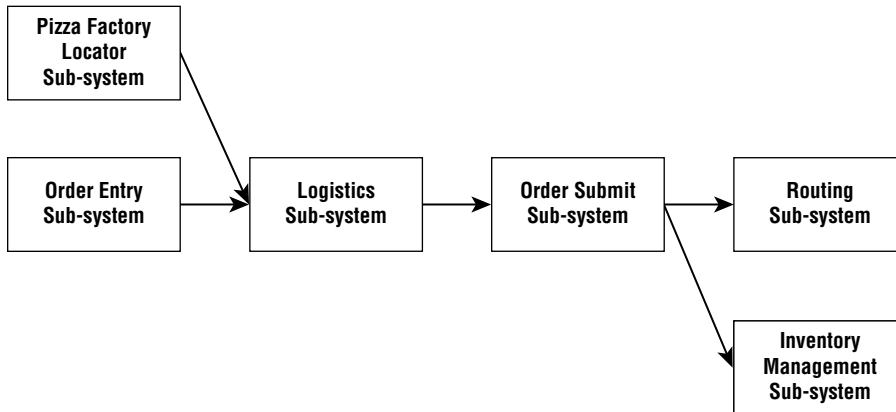 Pizza Factory
Locator
Sub-system
Order Entry
Sub-system
Logistics
Sub-system
Order Submit
Sub-system
Routing
Sub-system
Inventory
Management
Sub-system